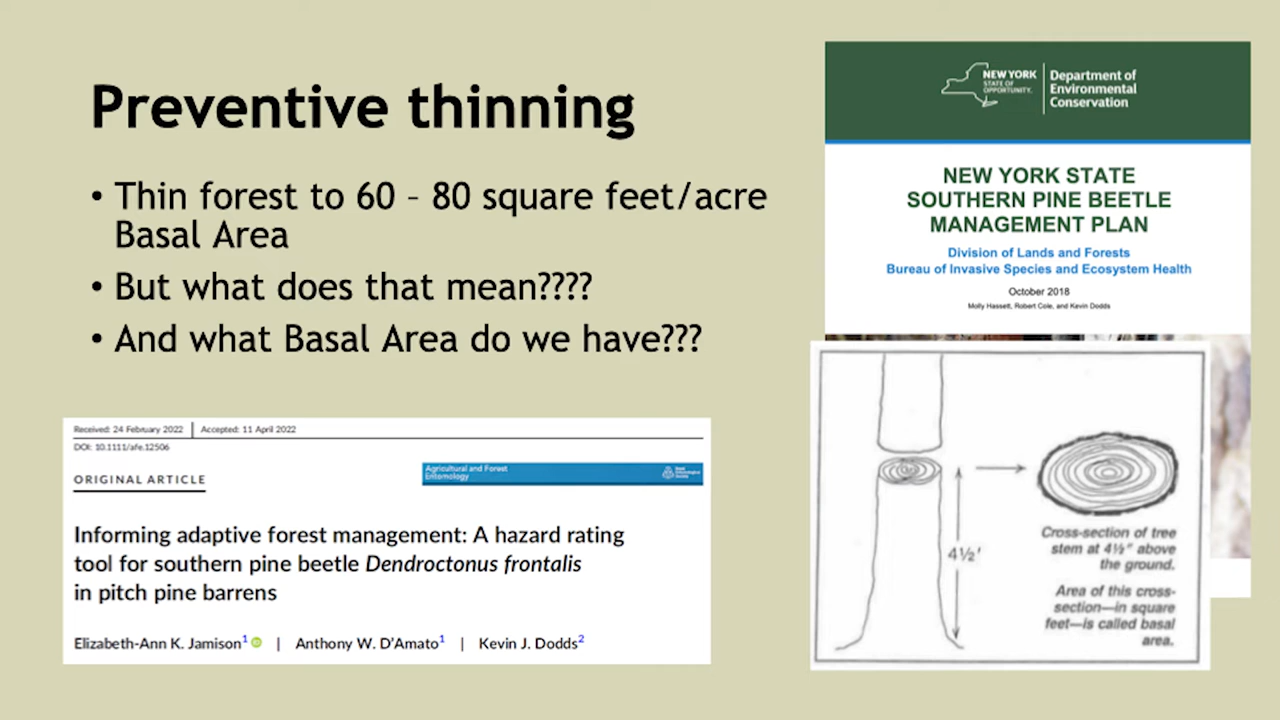 Preventive thinning
• Thin forest to 60 – 80 square feet/acre
Basal Area
• But what does that mean????
• And what Basal Area do we have???
NEW YORK
STATE OF
OPPORTUNITY.
Department of
Environmental
Conservation
NEW YORK STATE
SOUTHERN PINE BEETLE
MANAGEMENT PLAN
Division of Lands and Forests
Bureau of Invasive Species and Ecosystem Health
October 2018
Molly Hassett, Robert Cole, and Kevin Dodds
4½'
Cross-section of tree
stem at 4½" above
the ground.
Area of this cross-
section—in square
feet—is called basal
area.
Received: 24 February 2022 | Accepted: 11 April 2022
DOI: 10.1111/afe.12506
ORIGINAL ARTICLE
Agricultural and Forest
Entomology
Informing adaptive forest management: A hazard rating
tool for southern pine beetle Dendroctonus frontalis
in pitch pine barrens
Elizabeth-Ann K. Jamison1 | Anthony W. D'Amato1 | Kevin J. Dodds2